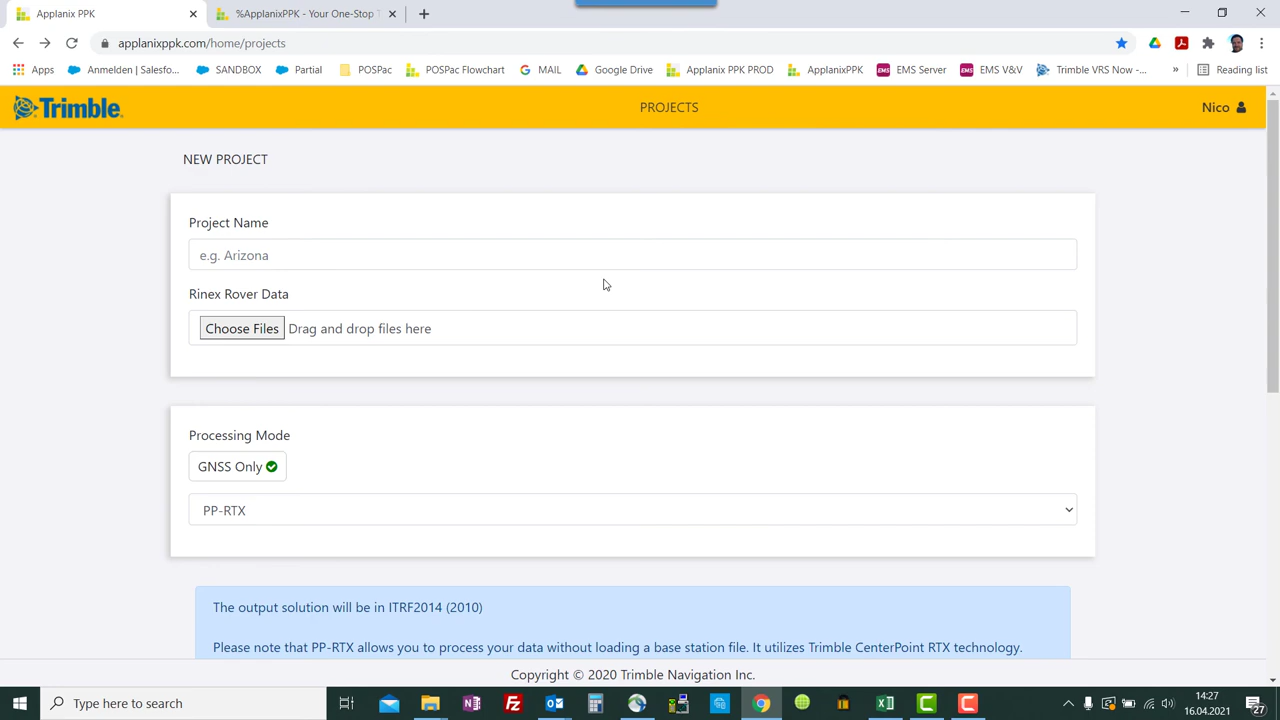 Applanix PPK
%ApplanixPPK - Your One-Stop T
applanixppk.com/home/projects
Apps
Anmelden | Salesfo...
SANDBOX
Partial
POSPac
POSPac Flowchart
MAIL
Google Drive
Applanix PPK PROD
ApplanixPPK
EMS Server
EMS V&V
Trimble VRS Now -...
»
Reading list
Trimble
PROJECTS
Nico
NEW PROJECT
Project Name
e.g. Arizona
Rinex Rover Data
Choose Files Drag and drop files here
Processing Mode
GNSS Only
PP-RTX
The output solution will be in ITRF2014 (2010)
Please note that PP-RTX allows you to process your data without loading a base station file. It utilizes Trimble CenterPoint RTX technology.
Copyright © 2020 Trimble Navigation Inc.
Type here to search
14:27
16.04.2021
27